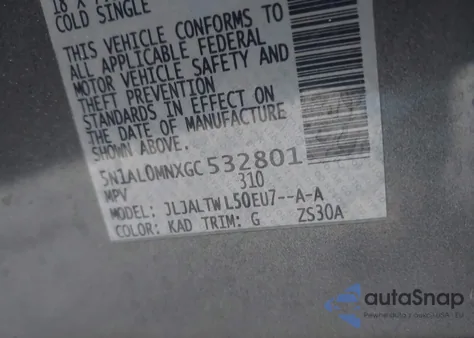 COLD SINGLE
THIS VEHICLE CONFORMS TO
ALL APPLICABLE FEDERAL
MOTOR VEHICLE SAFETY AND
THEFT PREVENTION
STANDARDS IN EFFECT ON
THE DATE OF MANUFACTURE
SHOWN ABOVE.
5N1AL0MNXGC532801
MPV 310
MODEL: JLJALTWL50EU7--A-A
COLOR: KAD TRIM: G ZS30A
autaSnap